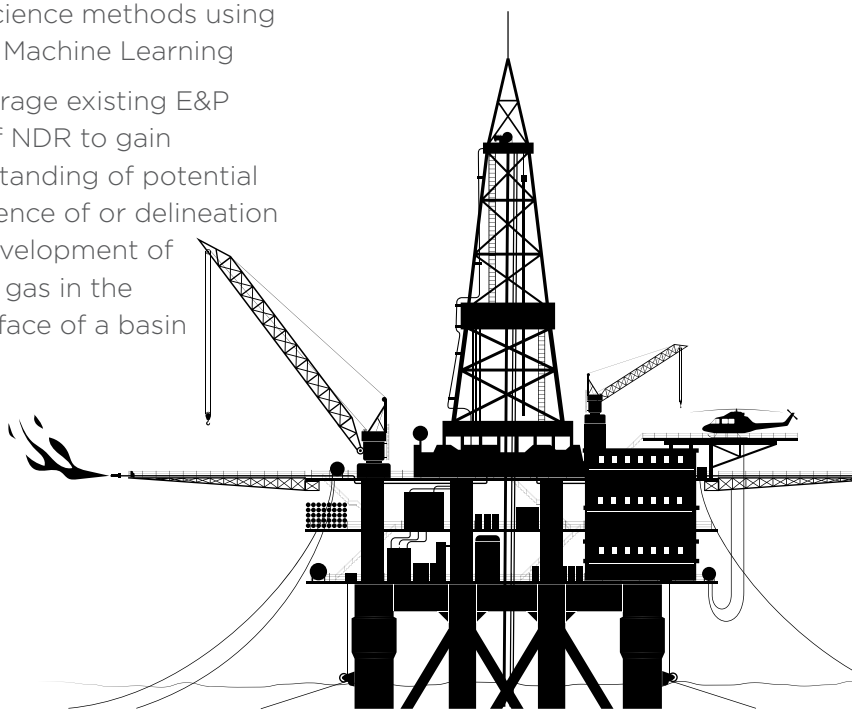 cience methods using
Machine Learning
rage existing E&P
f NDR to gain
tanding of potential
ence of or delineation
velopment of
gas in the
face of a basin